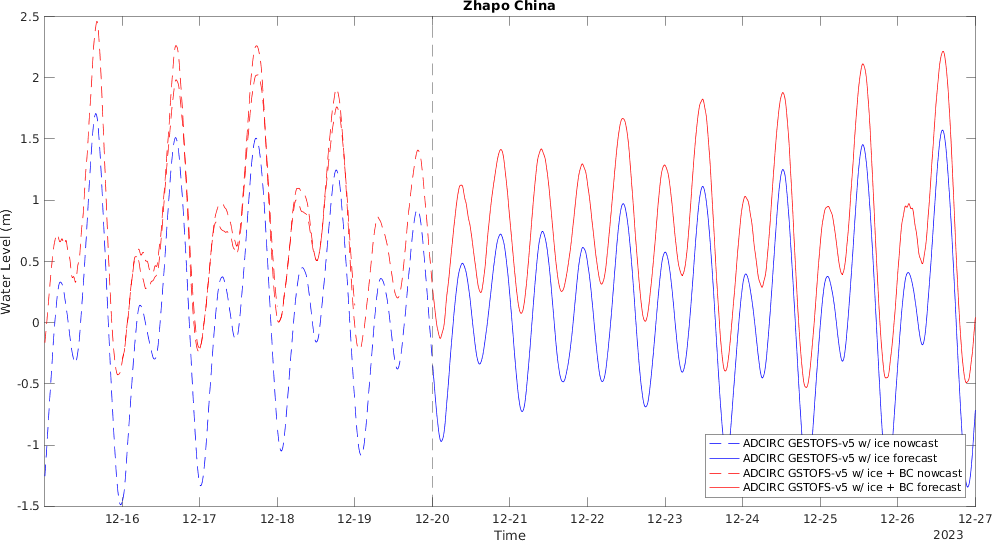 Zhapo China
2.5
2
1.5
1
0.5
0
-0.5
-1
-1.5
Water Level (m)
12-16 12-17 12-18 12-19 12-20 12-21 12-22 12-23 12-24 12-25 12-26 12-27
Time
2023
ADCIRC GESTOFS-v5 w/ ice nowcast
ADCIRC GESTOFS-v5 w/ ice forecast
ADCIRC GSTOFS-v5 w/ ice + BC nowcast
ADCIRC GSTOFS-v5 w/ ice + BC forecast